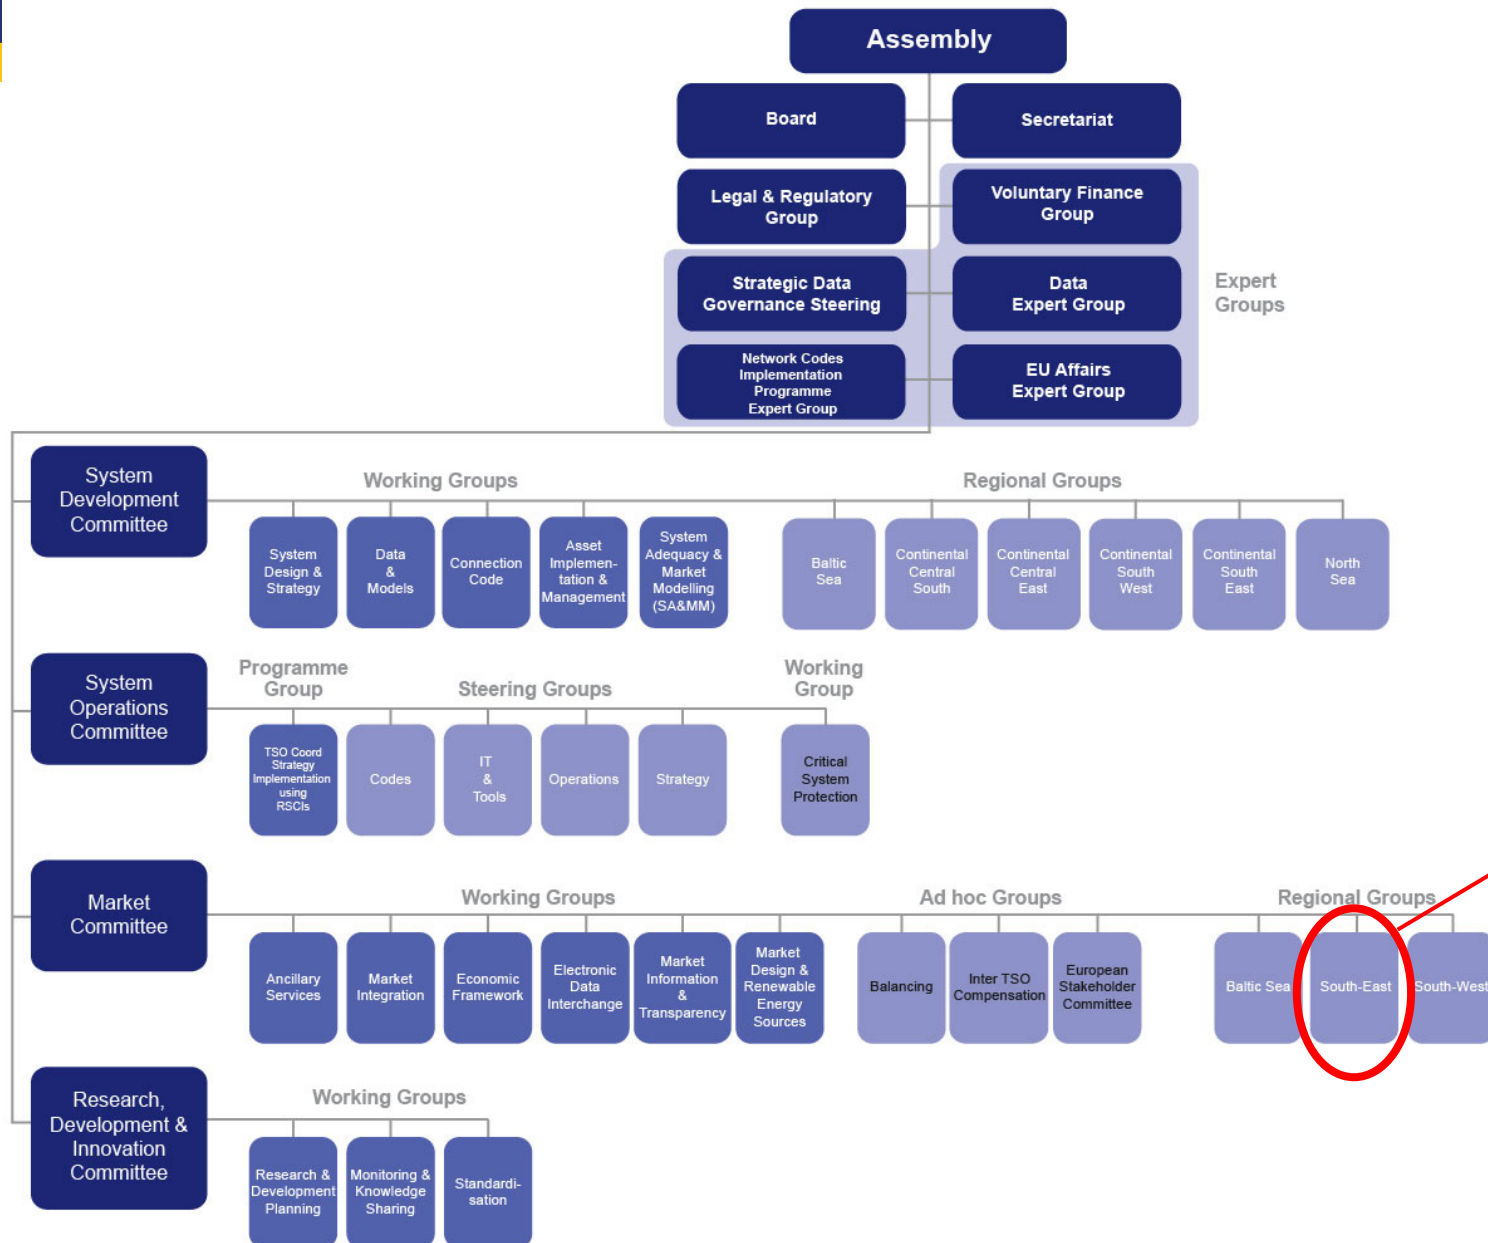 Assembly
Board
Secretariat
Legal & Regulatory
Group
Voluntary Finance
Group
Strategic Data
Governance Steering
Data
Expert Group
Expert
Groups
Network Codes
Implementation
Programme
Expert Group
EU Affairs
Expert Group
System
Development
Committee
Working Groups
Regional Groups
System
Design &
Strategy
Data
&
Models
Connection
Code
Asset
Implemen-
tation &
Management
System
Adequacy &
Market
Modelling
(SA&MM)
Baltic
Sea
Continental
Central
South
Continental
Central
East
Continental
South
West
Continental
South
East
North
Sea
System
Operations
Committee
Programme
Group
Steering Groups
Working
Group
TSO Coord
Strategy
Implementation
using
RSCIs
Codes
IT
&
Tools
Operations
Strategy
Critical
System
Protection
Market
Committee
Working Groups
Ad hoc Groups
Regional Groups
Ancillary
Services
Market
Integration
Economic
Framework
Electronic
Data
Interchange
Market
Information
&
Transparency
Market
Design &
Renewable
Energy
Sources
Balancing
Inter TSO
Compensation
European
Stakeholder
Committee
Baltic Sea
South-East
South-West
Research,
Development &
Innovation
Committee
Working Groups
Research &
Development
Planning
Monitoring &
Knowledge
Sharing
Standardi-
sation